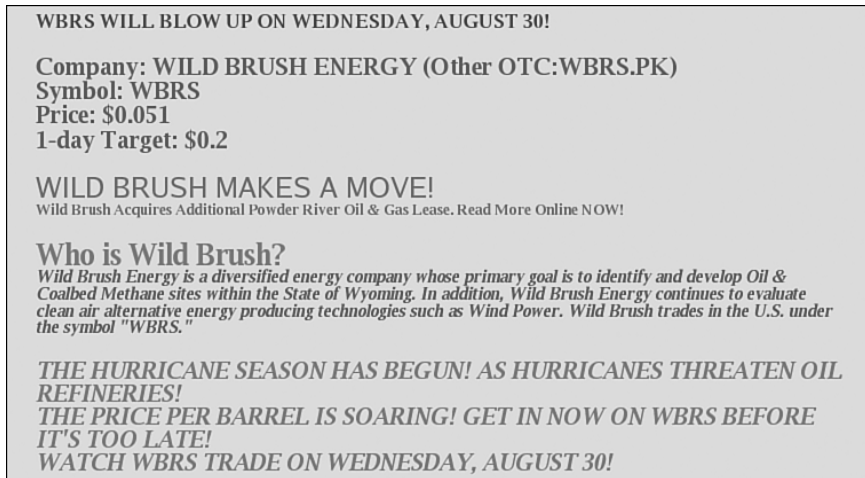 WBRS WILL BLOW UP ON WEDNESDAY, AUGUST 30!
Company: WILD BRUSH ENERGY (Other OTC:WBRS.PK)
Symbol: WBRS
Price: $0.051
1-day Target: $0.2
WILD BRUSH MAKES A MOVE!
Wild Brush Acquires Additional Powder River Oil & Gas Lease. Read More Online NOW!
Who is Wild Brush?
Wild Brush Energy is a diversified energy company whose primary goal is to identify and develop Oil &
Coalbed Methane sites within the State of Wyoming. In addition, Wild Brush Energy continues to evaluate
clean air alternative energy producing technologies such as Wind Power. Wild Brush trades in the U.S. under
the symbol "WBRS."
THE HURRICANE SEASON HAS BEGUN! AS HURRICANES THREATEN OIL
REFINERIES!
THE PRICE PER BARREL IS SOARING! GET IN NOW ON WBRS BEFORE
IT'S TOO LATE!
WATCH WBRS TRADE ON WEDNESDAY, AUGUST 30!